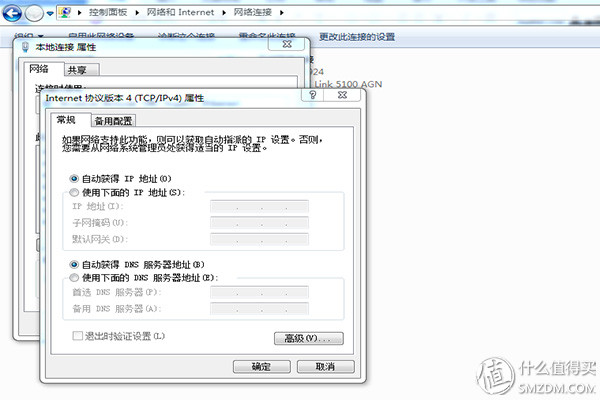 控制面板 ▸ 网络和 Internet ▸ 网络连接 ▸
更改此连接的设置
本地连接 属性
网络 共享
924
Link 5100 AGN
Internet 协议版本 4 (TCP/IPv4) 属性
常规 备用配置
如果网络支持此功能，则可以获取自动指派的 IP 设置。否则，
您需要从网络系统管理员处获得适当的 IP 设置。
自动获得 IP 地址(O)
使用下面的 IP 地址(S):
IP 地址(I):
子网掩码(U):
默认网关(D):
自动获得 DNS 服务器地址(B)
使用下面的 DNS 服务器地址(E):
首选 DNS 服务器(P):
备用 DNS 服务器(A):
退出时验证设置(L)
高级(V)...
确定 取消
值 什么值得买
SMZDM.COM